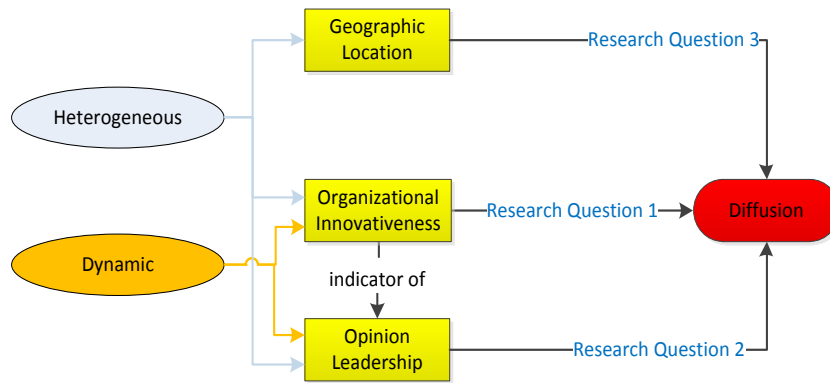 Geographic
Location
Research Question 3
Heterogeneous
Organizational
Innovativeness
Research Question 1
Diffusion
Dynamic
indicator of
Opinion
Leadership
Research Question 2